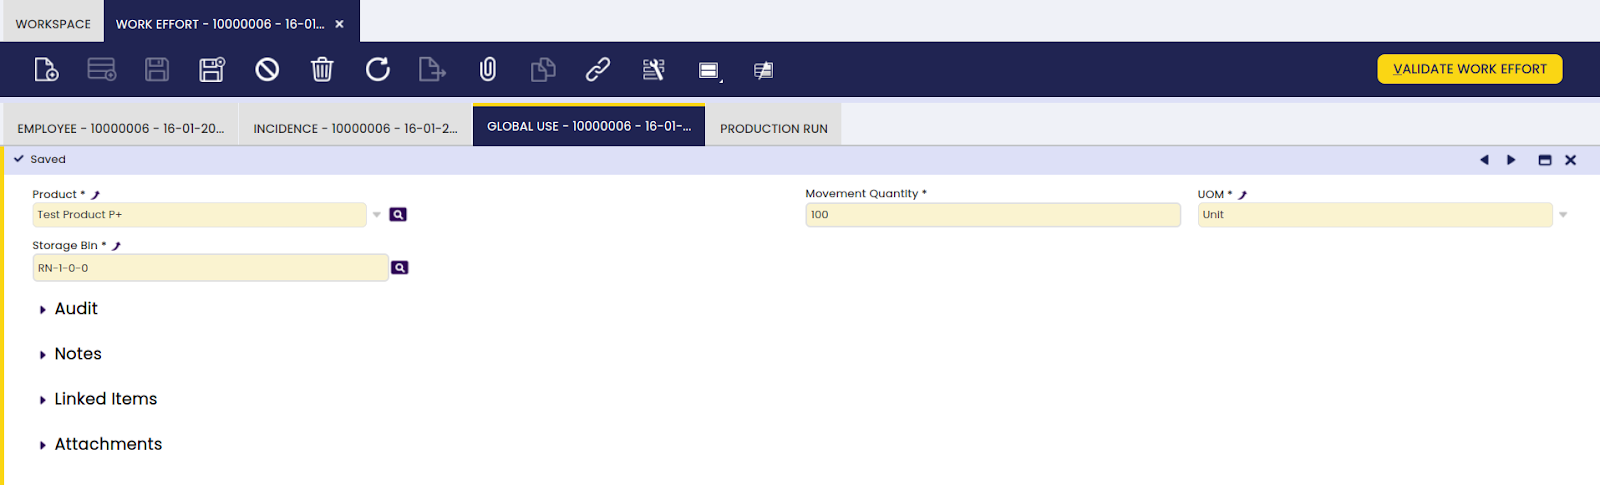 WORKSPACE
WORK EFFORT - 10000006 - 16-01...
VALIDATE WORK EFFORT
EMPLOYEE - 10000006 - 16-01-20...
INCIDENCE - 10000006 - 16-01-2...
GLOBAL USE - 10000006 - 16-01-...
PRODUCTION RUN
Saved
Product *
Movement Quantity *
UOM *
Test Product P+
100
Unit
Storage Bin *
RN-1-0-0
Audit
Notes
Linked Items
Attachments